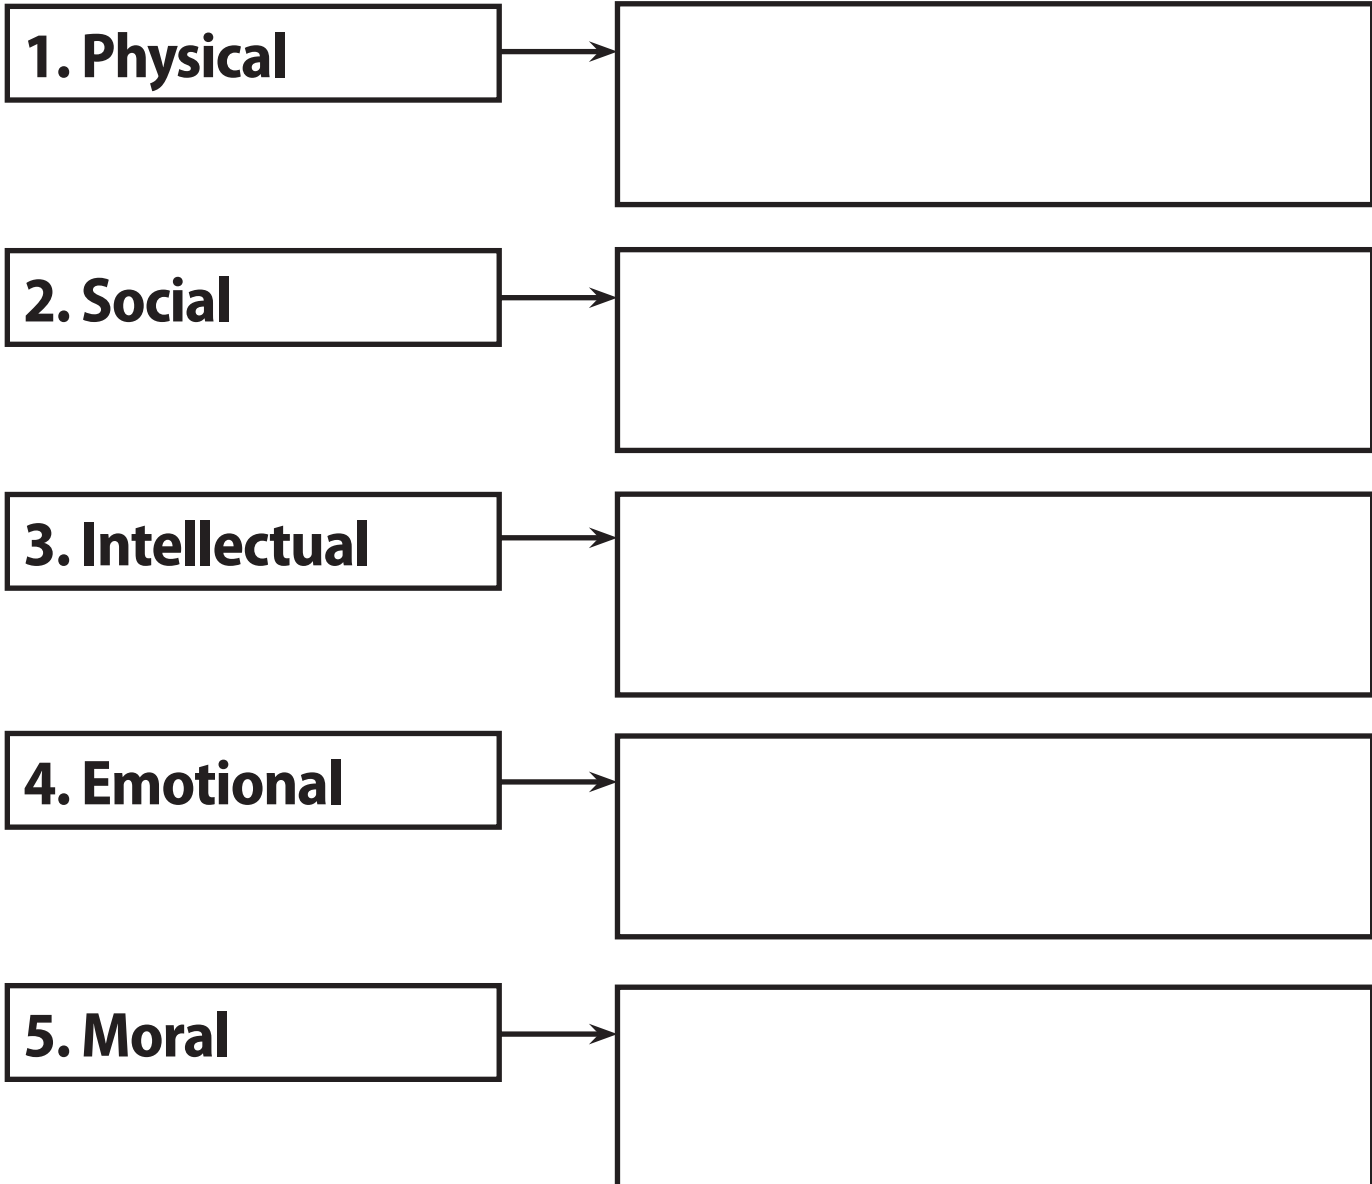 1. Physical
2. Social
3. Intellectual
4. Emotional
5. Moral